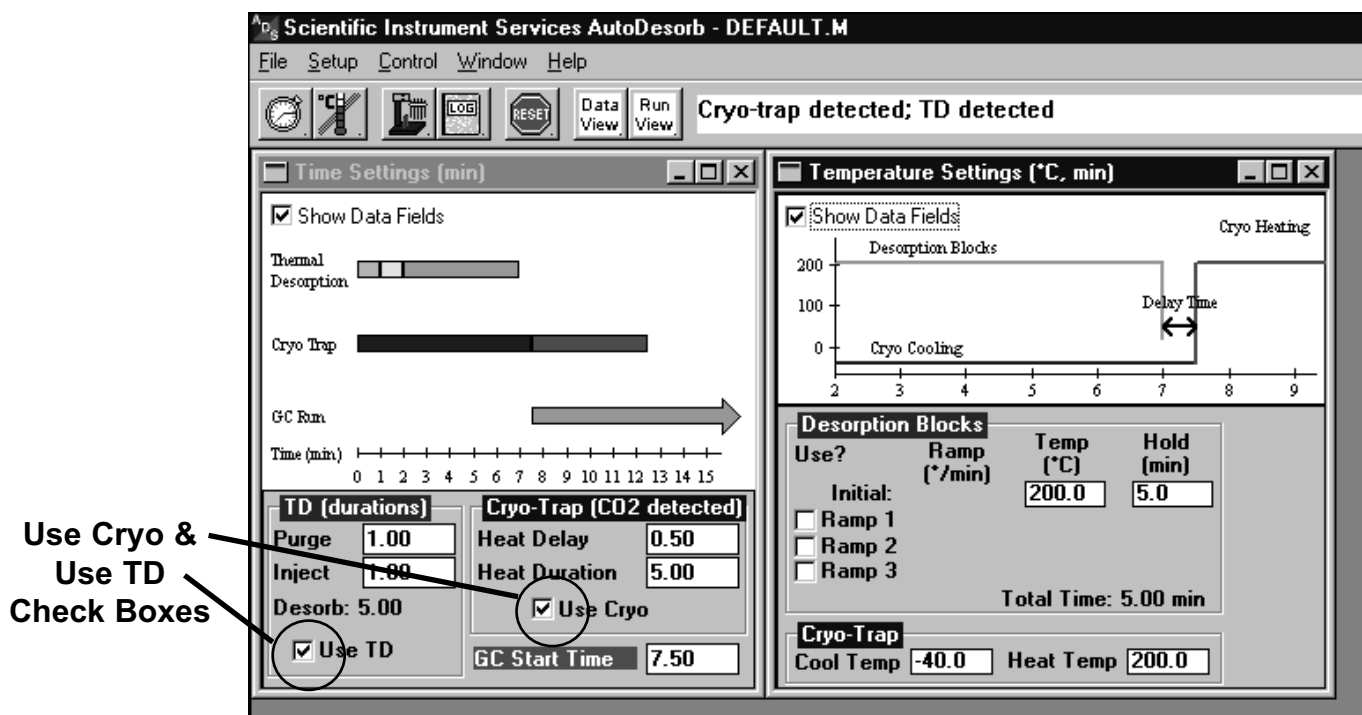 ADS Scientific Instrument Services AutoDesorb - DEFAULT.M
File Setup Control Window Help
°C LOG RESET Data View Run View Cryo-trap detected; TD detected
Time Settings (min)
Show Data Fields
Thermal
Desorption
Cryo Trap
GC Run
Time (min.)
0 1 2 3 4 5 6 7 8 9 10 11 12 13 14 15
TD (durations)
Purge 1.00
Inject 1.00
Desorb: 5.00
Use TD
Cryo-Trap (CO2 detected)
Heat Delay 0.50
Heat Duration 5.00
Use Cryo
GC Start Time 7.50
Temperature Settings (°C, min)
Show Data Fields
Cryo Heating
Desorption Blocks
200
100
Delay Time
0
Cryo Cooling
2 3 4 5 6 7 8 9
Desorption Blocks
Use? Ramp (°/min) Temp (°C) Hold (min)
Initial: 200.0 5.0
Ramp 1
Ramp 2
Ramp 3
Total Time: 5.00 min
Cryo-Trap
Cool Temp -40.0 Heat Temp 200.0
Use Cryo &
Use TD
Check Boxes